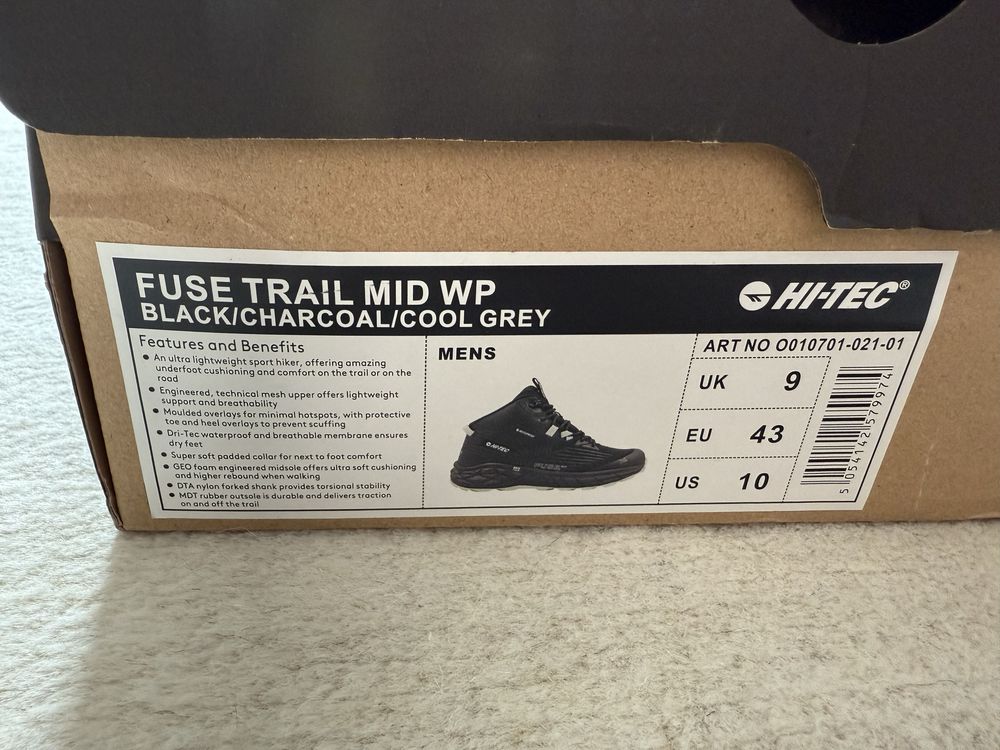 FUSE TRAIL MID WP
BLACK/CHARCOAL/COOL GREY
HI-TEC®
Features and Benefits
• An ultra lightweight sport hiker, offering amazing
underfoot cushioning and comfort on the trail or on the
road
• Engineered, technical mesh upper offers lightweight
support and breathability
• Moulded overlays for minimal hotspots, with protective
toe and heel overlays to prevent scuffing
• Dri-Tec waterproof and breathable membrane ensures
dry feet
• Super soft padded collar for next to foot comfort
• GEO foam engineered midsole offers ultra soft cushioning
and higher rebound when walking
• DTA nylon forked shank provides torsional stability
• MDT rubber outsole is durable and delivers traction
on and off the trail
MENS
HI-TEC
FUSE
ART NO O010701-021-01
UK 9
EU 43
US 10
5 054142 579974